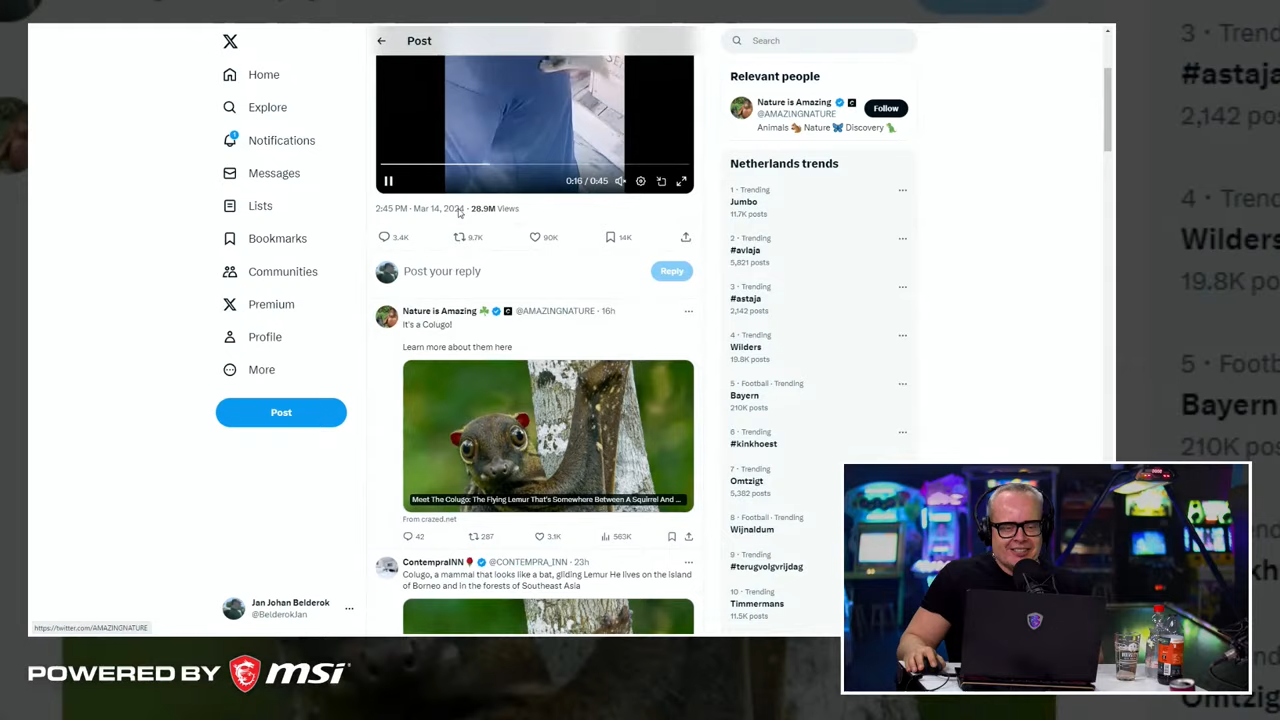 Post
0:16 / 0:45
2:45 PM · Mar 14, 2024 · 28.9M Views
3.4K 9.7K 90K 14K
Post your reply
Reply
Nature is Amazing @AMAZINGNATURE · 16h
It's a Colugo!
Learn more about them here
Meet The Colugo: The Flying Lemur That's Somewhere Between A Squirrel And ...
From crazed.net
42 287 3.1K 563K
ContempraINN @CONTEMPRA_INN · 23h
Colugo, a mammal that looks like a bat, gliding Lemur He lives on the island
of Borneo and in the forests of Southeast Asia
Home
Explore
1
Notifications
Messages
Lists
Bookmarks
Communities
Premium
Profile
More
Post
Jan Johan Belderok
@BelderokJan
https://twitter.com/AMAZINGNATURE
Search
Relevant people
Nature is Amazing
@AMAZINGNATURE
Follow
Animals Nature Discovery
Netherlands trends
1 · Trending
Jumbo
11.7K posts
2 · Trending
#avlaja
5,821 posts
3 · Trending
#astaja
2,142 posts
4 · Trending
Wilders
19.8K posts
5 · Football · Trending
Bayern
210K posts
6 · Trending
#kinkhoest
7 · Trending
Omtzigt
5,382 posts
8 · Football · Trending
Wijnaldum
9 · Trending
#terugvolgvrijdag
10 · Trending
Timmermans
11.5K posts
3 · Trend
#astaja
2,142 pos
4 · Trend
Wilders
19.8K po
5 · Footb
Bayern
210K po
Omtzig
POWERED BY msi